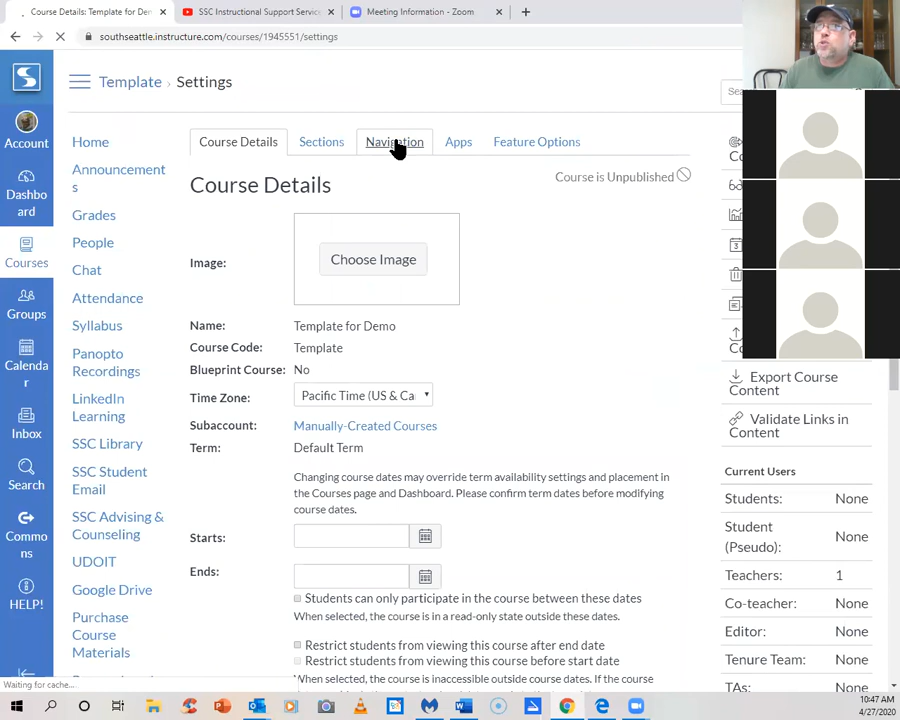 Course Details: Template for De
SSC Instructional Support Service
Meeting Information - Zoom
southseattle.instructure.com/courses/1945551/settings
Template › Settings
Sea
Account
Dashbo
ard
Courses
Groups
Calenda
r
Inbox
Search
Commo
ns
HELP!
Home
Announcement
s
Grades
People
Chat
Attendance
Syllabus
Panopto
Recordings
LinkedIn
Learning
SSC Library
SSC Student
Email
SSC Advising &
Counseling
UDOIT
Google Drive
Purchase
Course
Materials
Course Details
Sections
Navigation
Apps
Feature Options
Course Details
Course is Unpublished
Image:
Choose Image
Name: Template for Demo
Course Code: Template
Blueprint Course: No
Time Zone: Pacific Time (US & Ca
Subaccount: Manually-Created Courses
Term: Default Term
Changing course dates may override term availability settings and placement in
the Courses page and Dashboard. Please confirm term dates before modifying
course dates.
Starts:
Ends:
Students can only participate in the course between these dates
When selected, the course is in a read-only state outside these dates.
Restrict students from viewing this course after end date
Restrict students from viewing this course before start date
When selected, the course is inaccessible outside course dates. If the course
Export Course
Content
Validate Links in
Content
Current Users
Students: None
Student
(Pseudo): None
Teachers: 1
Co-teacher: None
Editor: None
Tenure Team: None
TAs: None
Waiting for cache...
10:47 AM
4/27/2020